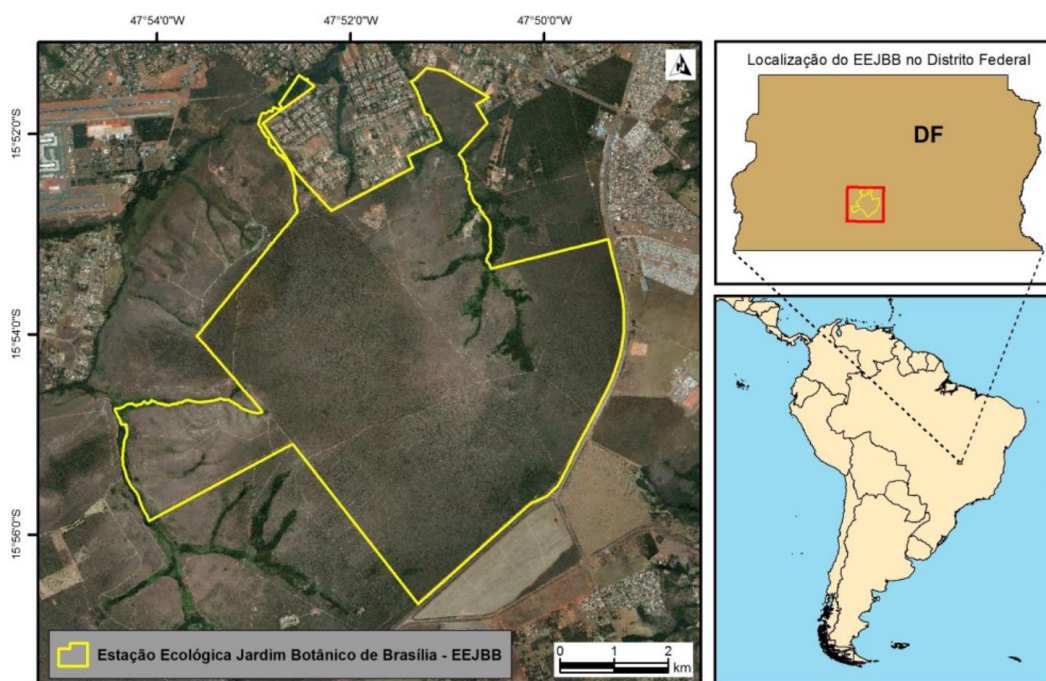 47°54'0"W
47°52'0"W
47°50'0"W
15°52'0"S
15°54'0"S
15°56'0"S
Estação Ecológica Jardim Botânico de Brasília - EEJBB
0 1 2
km
Localização do EEJBB no Distrito Federal
DF